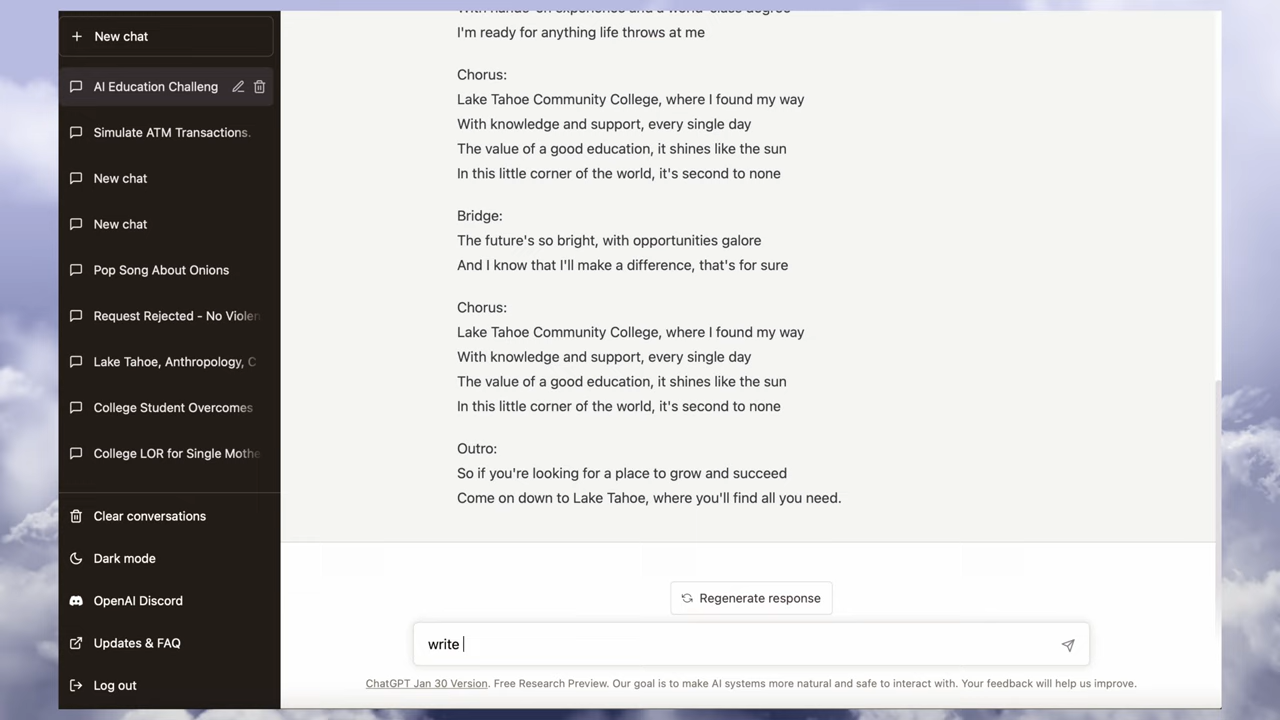 New chat
AI Education Challeng
Simulate ATM Transactions.
New chat
New chat
Pop Song About Onions
Request Rejected - No Violen
Lake Tahoe, Anthropology, C
College Student Overcomes
College LOR for Single Mothe
Clear conversations
Dark mode
OpenAI Discord
Updates & FAQ
Log out
With hands-on experience and a world-class degree
I'm ready for anything life throws at me
Chorus:
Lake Tahoe Community College, where I found my way
With knowledge and support, every single day
The value of a good education, it shines like the sun
In this little corner of the world, it's second to none
Bridge:
The future's so bright, with opportunities galore
And I know that I'll make a difference, that's for sure
Chorus:
Lake Tahoe Community College, where I found my way
With knowledge and support, every single day
The value of a good education, it shines like the sun
In this little corner of the world, it's second to none
Outro:
So if you're looking for a place to grow and succeed
Come on down to Lake Tahoe, where you'll find all you need.
Regenerate response
write
ChatGPT Jan 30 Version. Free Research Preview. Our goal is to make AI systems more natural and safe to interact with. Your feedback will help us improve.